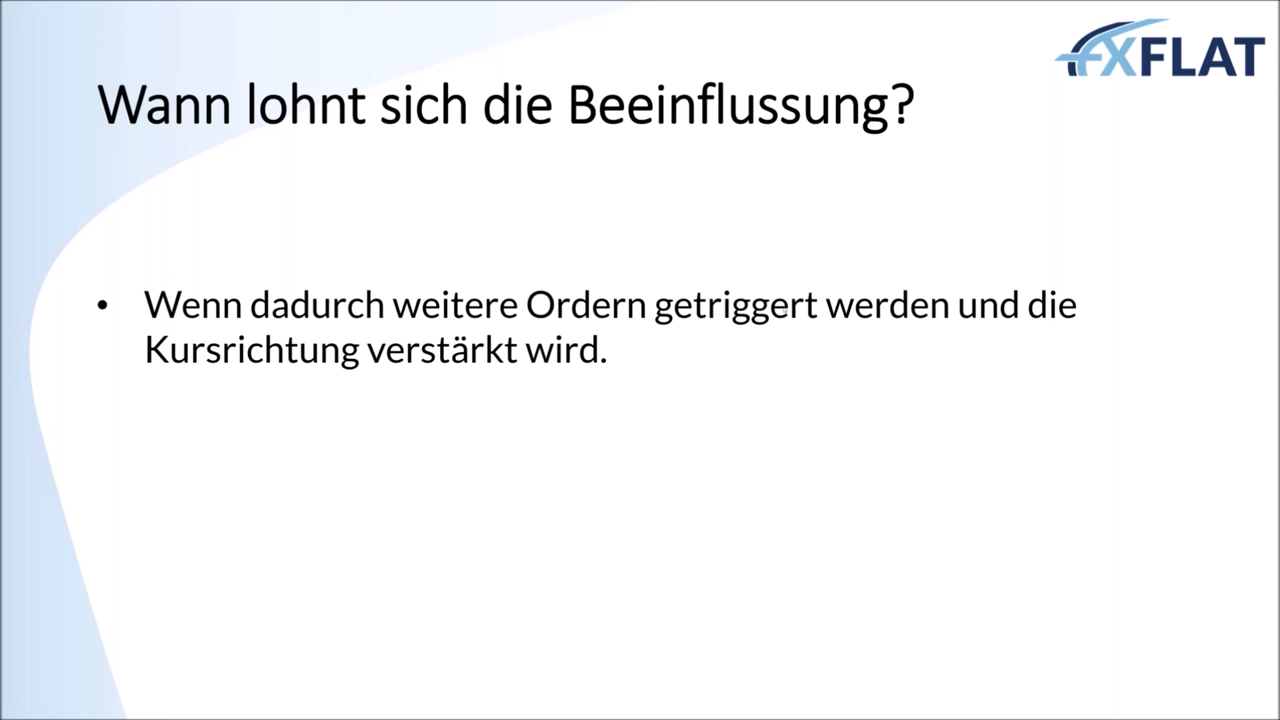 FXFLAT
Wann lohnt sich die Beeinflussung?
• Wenn dadurch weitere Ordern getriggert werden und die
Kursrichtung verstärkt wird.